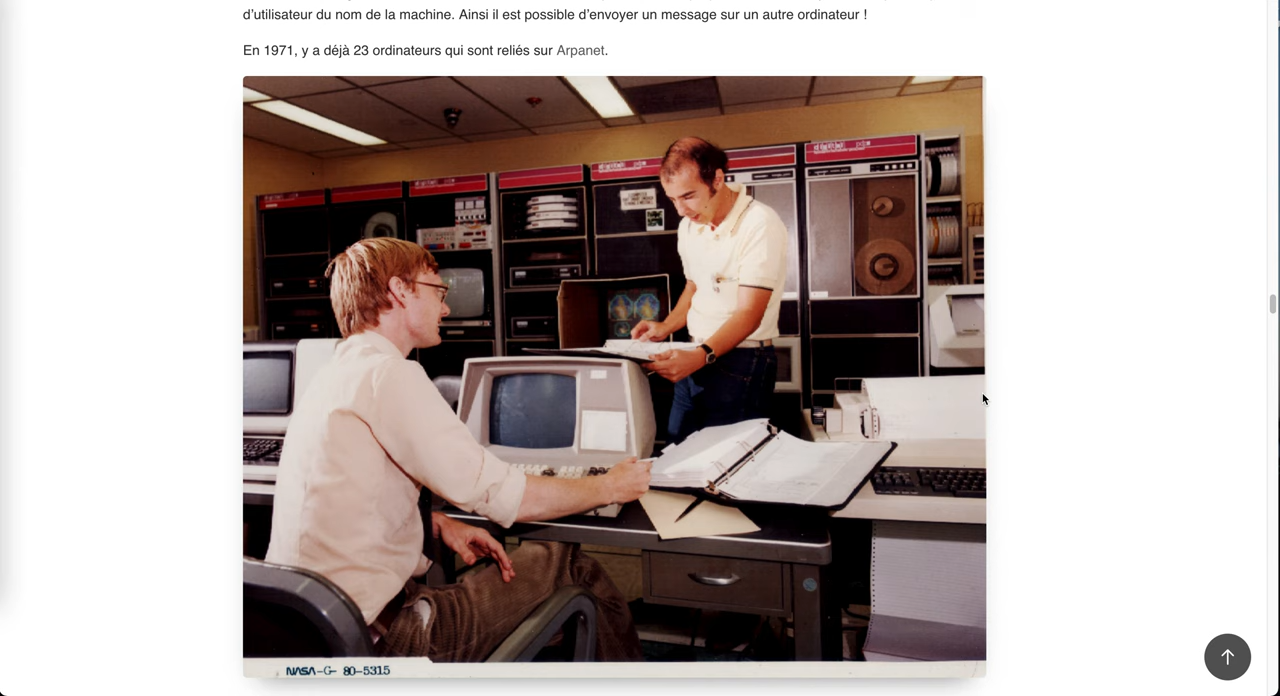 d’utilisateur du nom de la machine. Ainsi il est possible d’envoyer un message sur un autre ordinateur !
En 1971, y a déjà 23 ordinateurs qui sont reliés sur Arpanet.
NASA-G- 80-5315